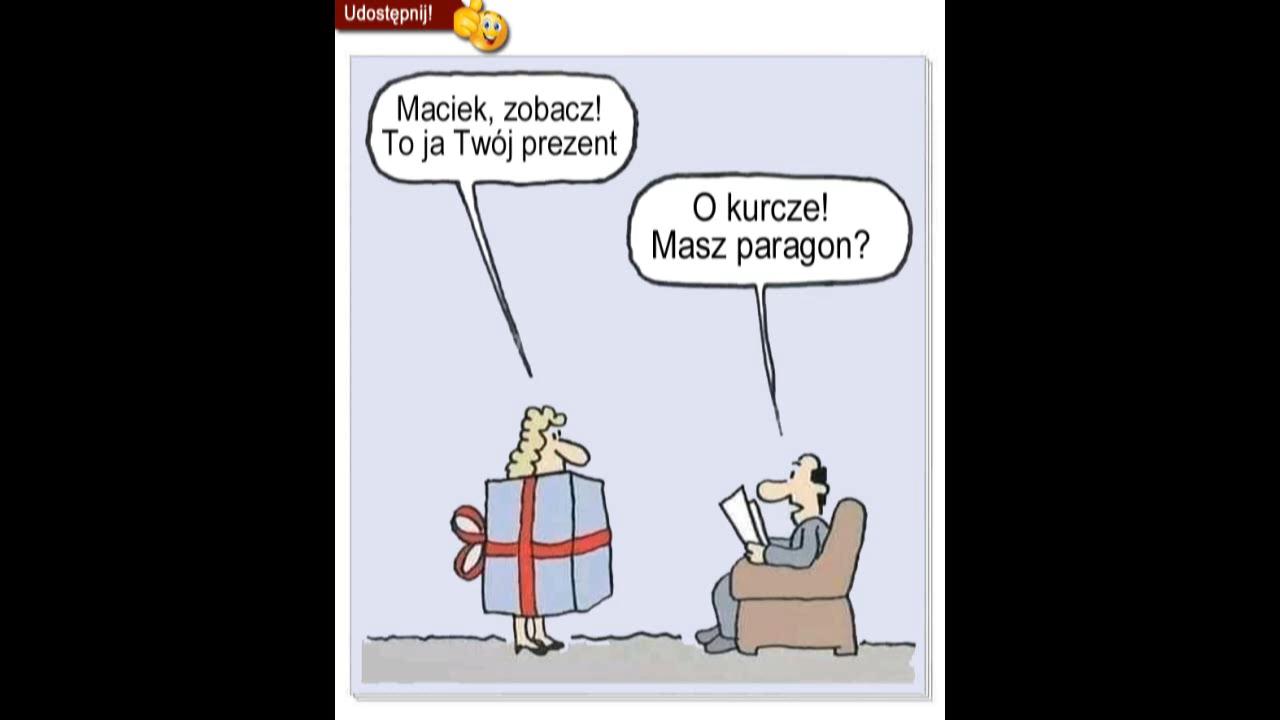 Udostępnij!
Maciek, zobacz!
To ja Twój prezent
O kurcze!
Masz paragon?